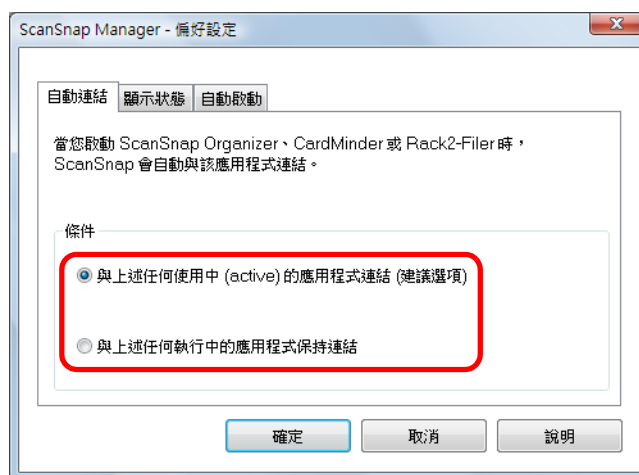 ScanSnap Manager - 偏好設定
自動連結 顯示狀態 自動啟動
當您啟動 ScanSnap Organizer、CardMinder 或 Rack2-Filer 時，
ScanSnap 會自動與該應用程式連結。
條件
與上述任何使用中 (active) 的應用程式連結 (建議選項)
與上述任何執行中的應用程式保持連結
確定 取消 說明